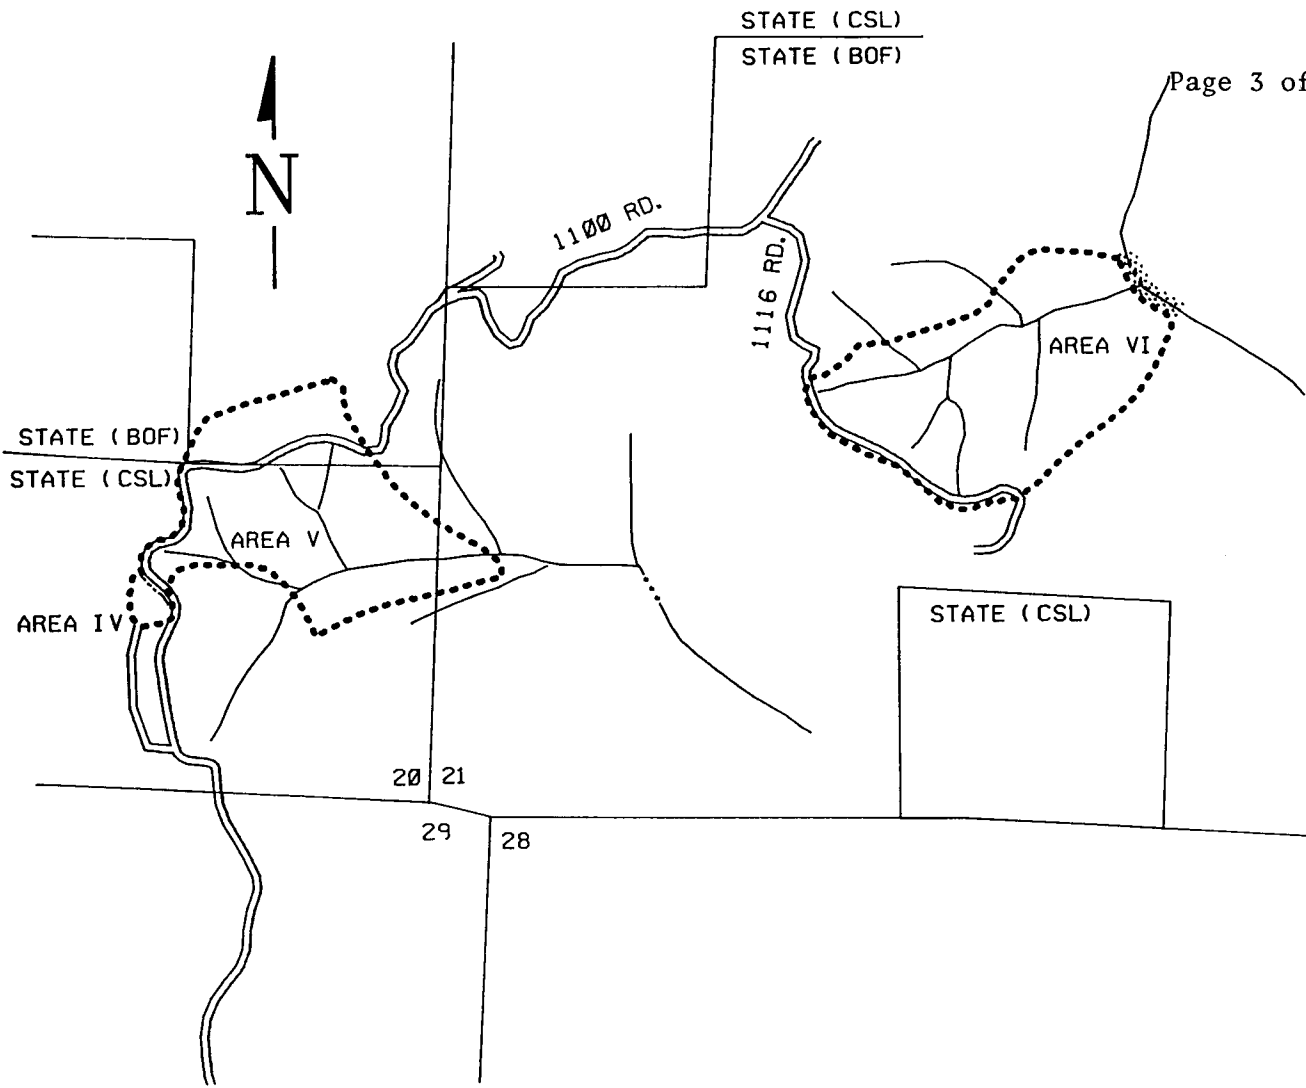 STATE (CSL)
STATE (BOF)
Page 3 of
N
1100 RD.
1116 RD.
AREA VI
STATE (BOF)
STATE (CSL)
AREA V
AREA IV
STATE (CSL)
20 21
29 28